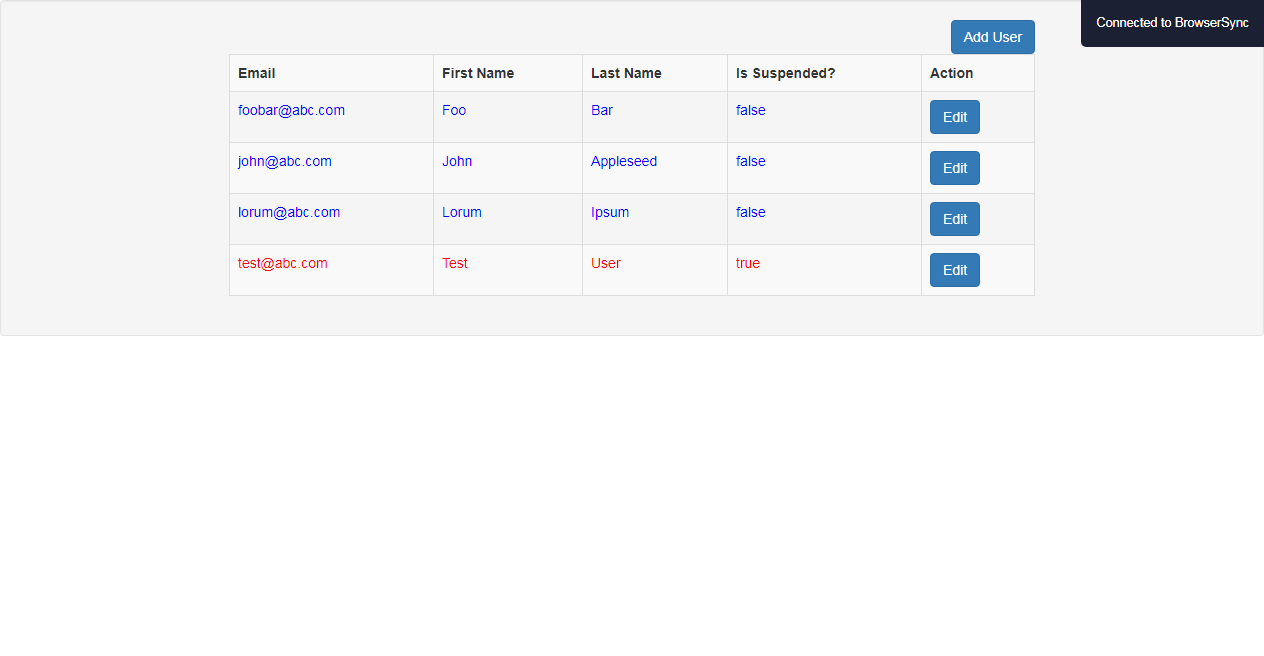 Connected to BrowserSync
Add User
Email First Name Last Name Is Suspended? Action
foobar@abc.com Foo Bar false Edit
john@abc.com John Appleseed false Edit
lorum@abc.com Lorum Ipsum false Edit
test@abc.com Test User true Edit